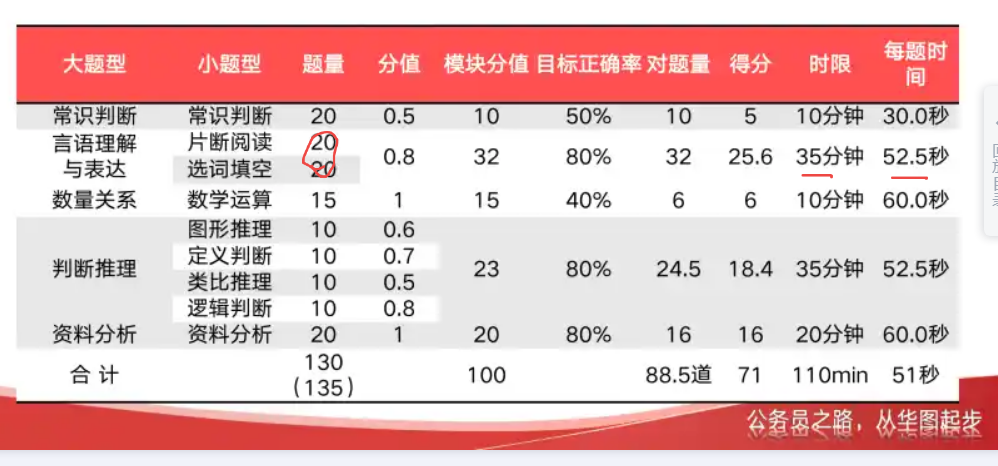 大题型 小题型 题量 分值 模块分值 目标正确率 对题量 得分 时限 每题时间
常识判断 常识判断 20 0.5 10 50% 10 5 10分钟 30.0秒
言语理解与表达 片断阅读 20 0.8 32 80% 32 25.6 35分钟 52.5秒
选词填空 20
数量关系 数学运算 15 1 15 40% 6 6 10分钟 60.0秒
判断推理 图形推理 10 0.6 23 80% 24.5 18.4 35分钟 52.5秒
定义判断 10 0.7
类比推理 10 0.5
逻辑判断 10 0.8
资料分析 资料分析 20 1 20 80% 16 16 20分钟 60.0秒
合 计 130 (135) 100 88.5道 71 110min 51秒
公务员之路，从华图起步